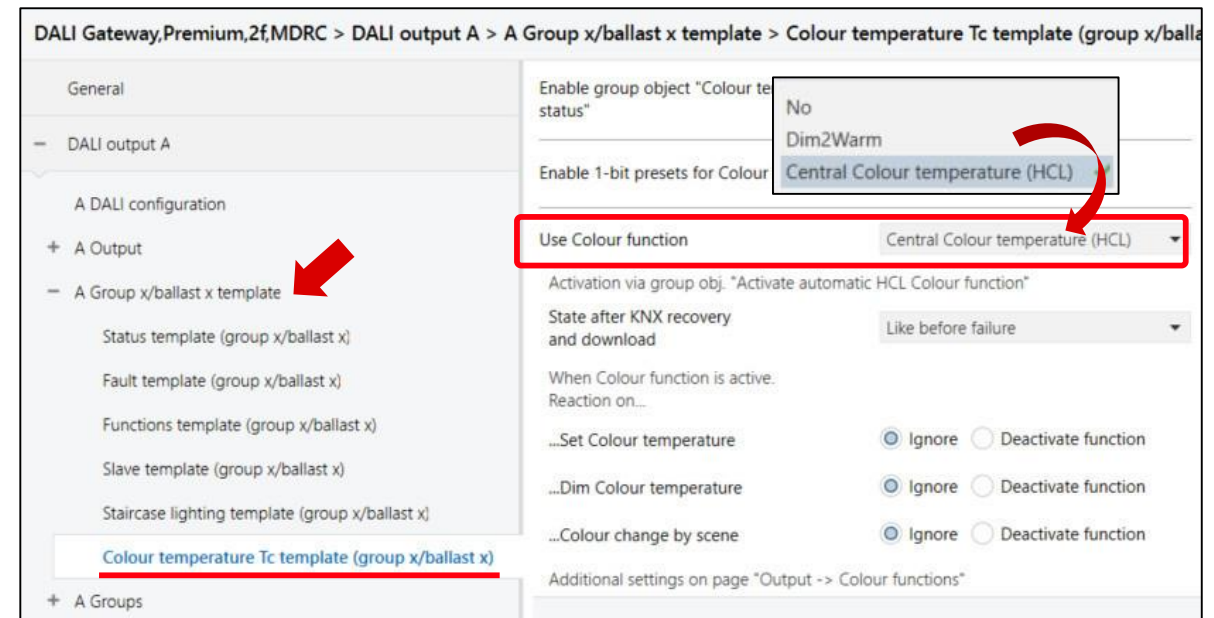 DALI Gateway,Premium,2f,MDRC > DALI output A > A Group x/ballast x template > Colour temperature Tc template (group x/balla
General
− DALI output A
A DALI configuration
+ A Output
− A Group x/ballast x template
Status template (group x/ballast x)
Fault template (group x/ballast x)
Functions template (group x/ballast x)
Slave template (group x/ballast x)
Staircase lighting template (group x/ballast x)
Colour temperature Tc template (group x/ballast x)
+ A Groups
Enable group object "Colour te
status"
No
Dim2Warm
Central Colour temperature (HCL)
Enable 1-bit presets for Colour
Use Colour function Central Colour temperature (HCL)
Activation via group obj. "Activate automatic HCL Colour function"
State after KNX recovery
and download
Like before failure
When Colour function is active.
Reaction on...
...Set Colour temperature Ignore Deactivate function
...Dim Colour temperature Ignore Deactivate function
...Colour change by scene Ignore Deactivate function
Additional settings on page "Output -> Colour functions"